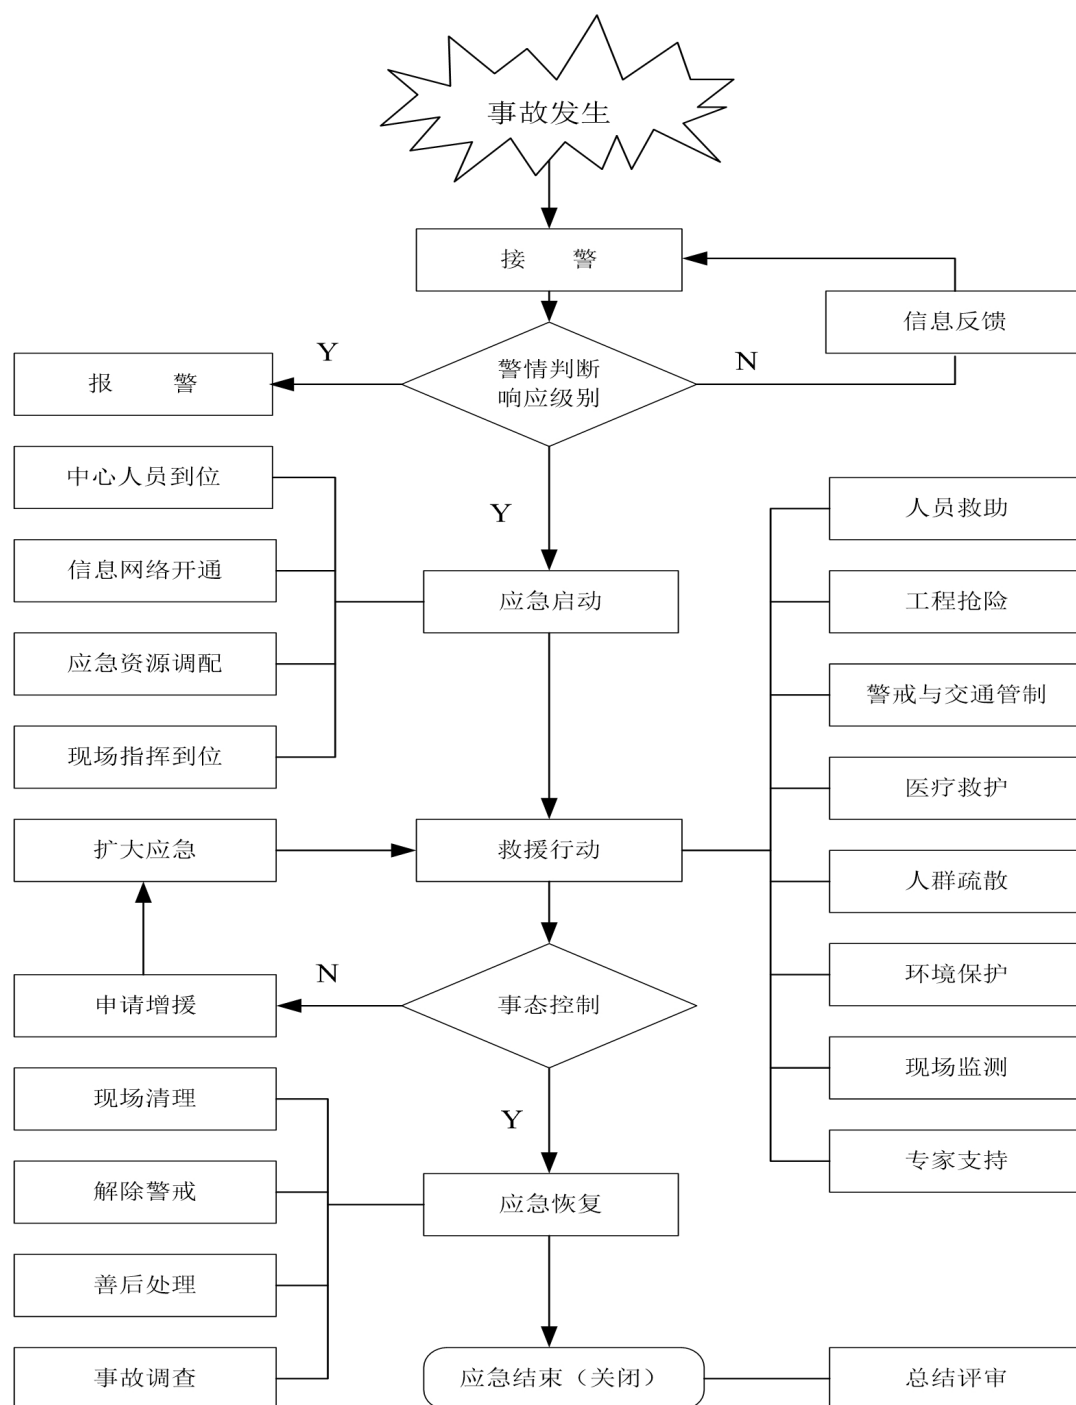 事故发生
接　　警
信息反馈
Y
N
警情判断
响应级别
报　　警
中心人员到位
信息网络开通
应急资源调配
现场指挥到位
Y
应急启动
人员救助
工程抢险
警戒与交通管制
医疗救护
人群疏散
环境保护
现场监测
专家支持
扩大应急
救援行动
N
申请增援
事态控制
Y
现场清理
解除警戒
善后处理
事故调查
应急恢复
应急结束（关闭）
总结评审